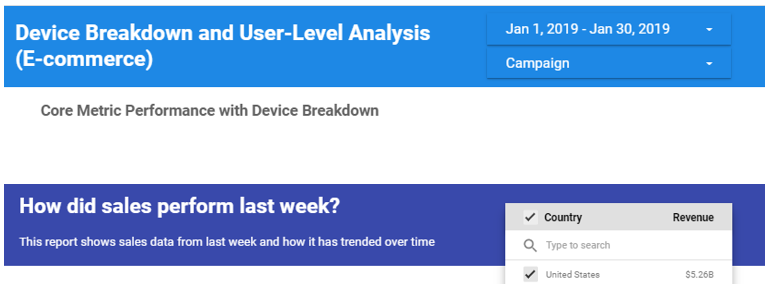 Device Breakdown and User-Level Analysis
(E-commerce)
Jan 1, 2019 - Jan 30, 2019
Campaign
Core Metric Performance with Device Breakdown
How did sales perform last week?
This report shows sales data from last week and how it has trended over time
Country Revenue
Type to search
United States $5.26B